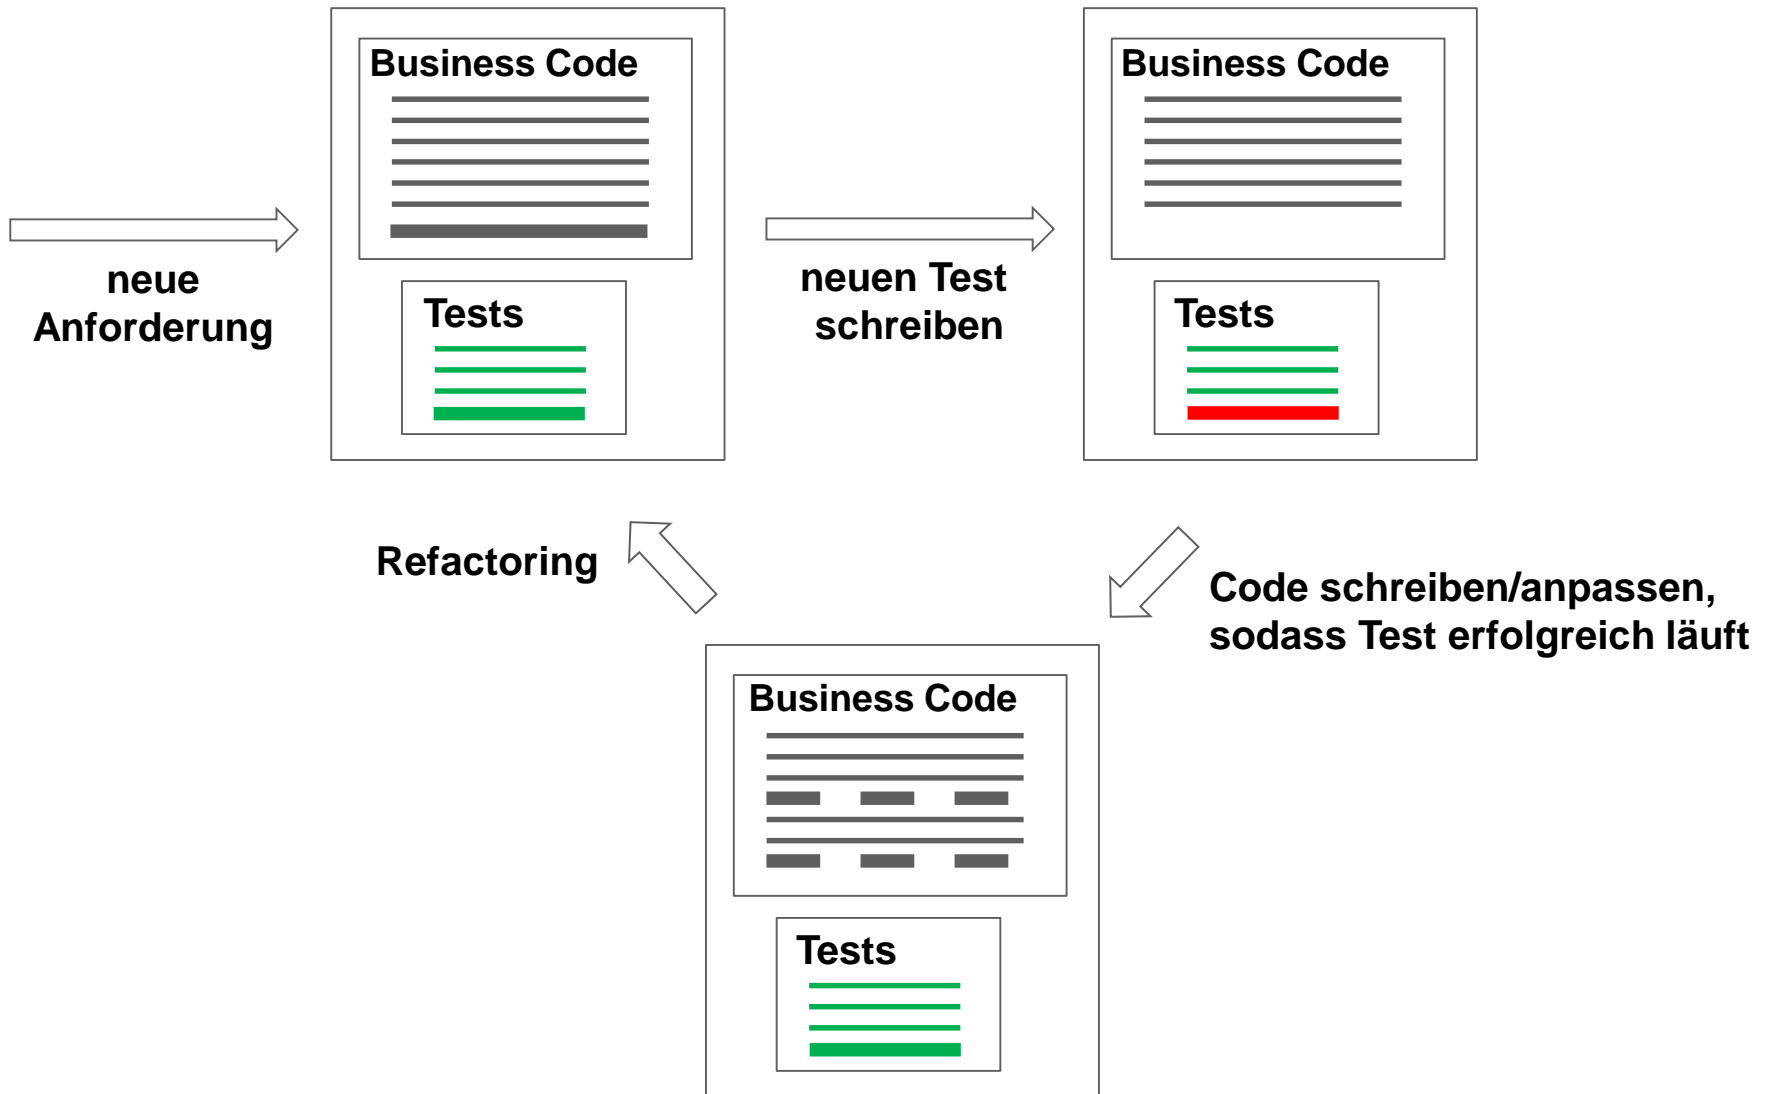 Business Code
Tests
neue
Anforderung
neuen Test
schreiben
Business Code
Tests
Refactoring
Code schreiben/anpassen,
sodass Test erfolgreich läuft
Business Code
Tests